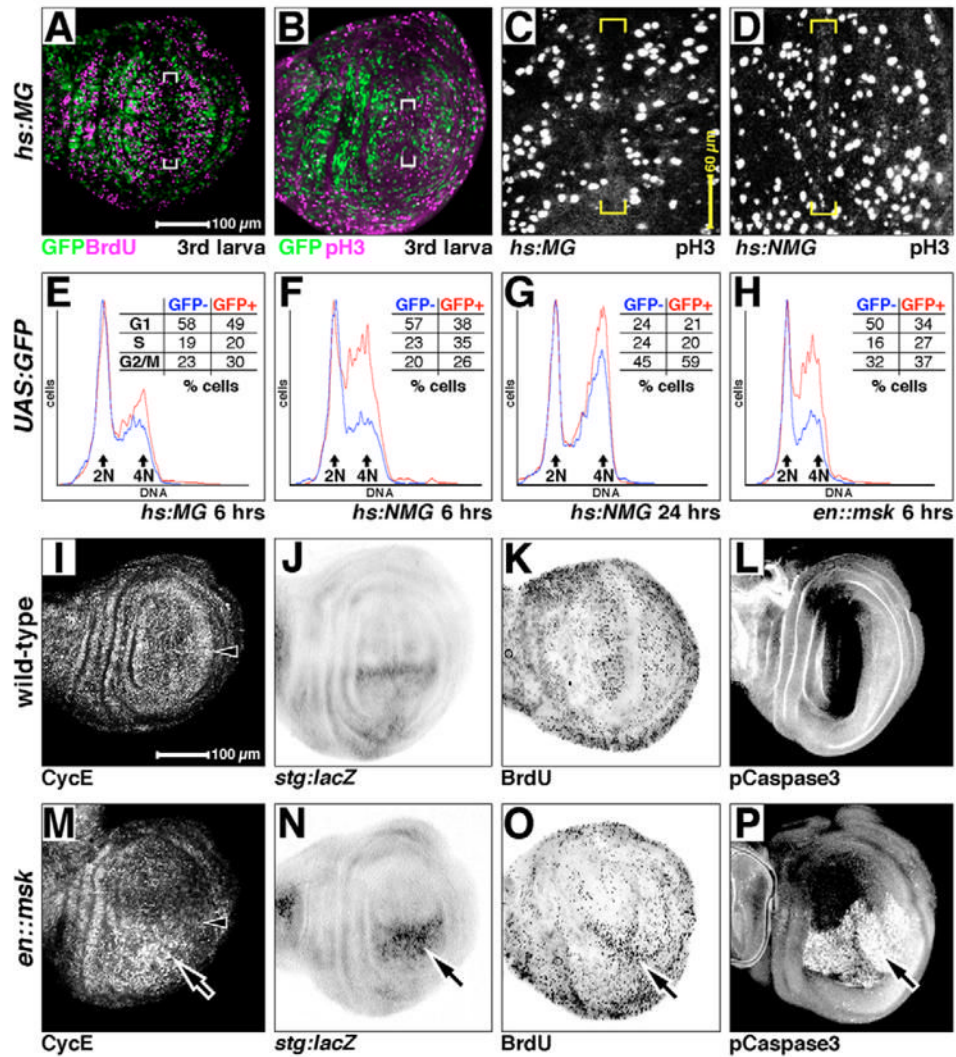 A
B
C
D
hs:MG
GFPBrdU 3rd larva
100 µm
GFP pH3 3rd larva
hs:MG pH3
60 µm
hs:NMG pH3
UAS:GFP
E
GFP- GFP+
G1 58 49
S 19 20
G2/M 23 30
% cells
cells
2N 4N
DNA
hs:MG 6 hrs
F
GFP- GFP+
57 38
23 35
20 26
% cells
cells
2N 4N
DNA
hs:NMG 6 hrs
G
GFP- GFP+
24 21
24 20
45 59
% cells
cells
2N 4N
DNA
hs:NMG 24 hrs
H
GFP- GFP+
50 34
16 27
32 37
% cells
cells
2N 4N
DNA
en::msk 6 hrs
wild-type
I
J
K
L
100 µm
CycE
stg:lacZ
BrdU
pCaspase3
en::msk
M
N
O
P
CycE
stg:lacZ
BrdU
pCaspase3